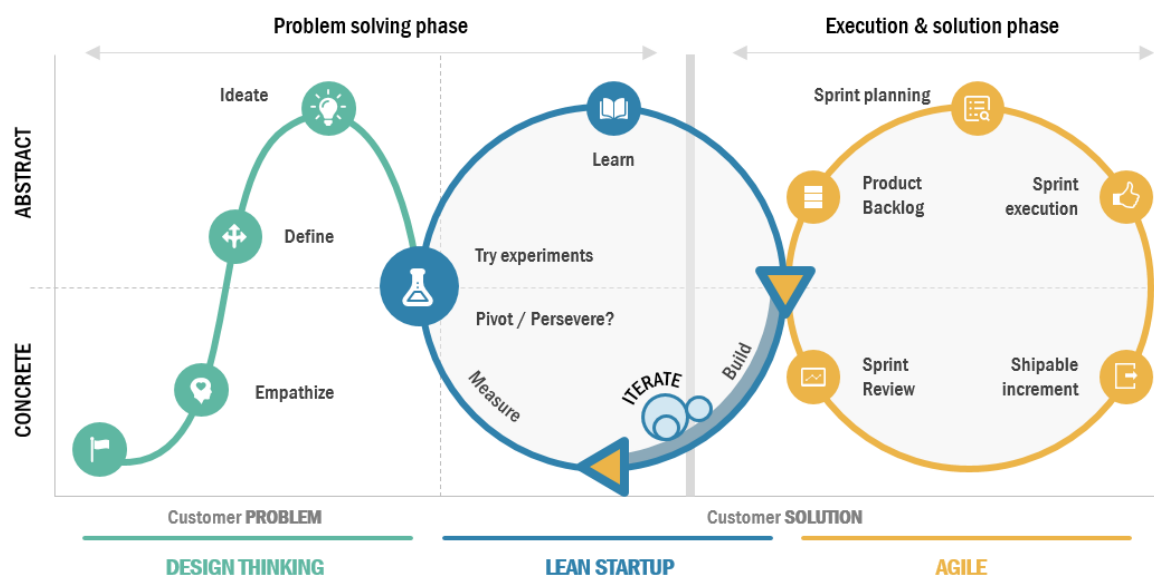 Problem solving phase
Execution & solution phase
ABSTRACT
CONCRETE
Ideate
Define
Empathize
Learn
Try experiments
Pivot / Persevere?
Measure
ITERATE
Build
Sprint planning
Product
Backlog
Sprint
execution
Sprint
Review
Shipable
increment
Customer PROBLEM
Customer SOLUTION
DESIGN THINKING
LEAN STARTUP
AGILE